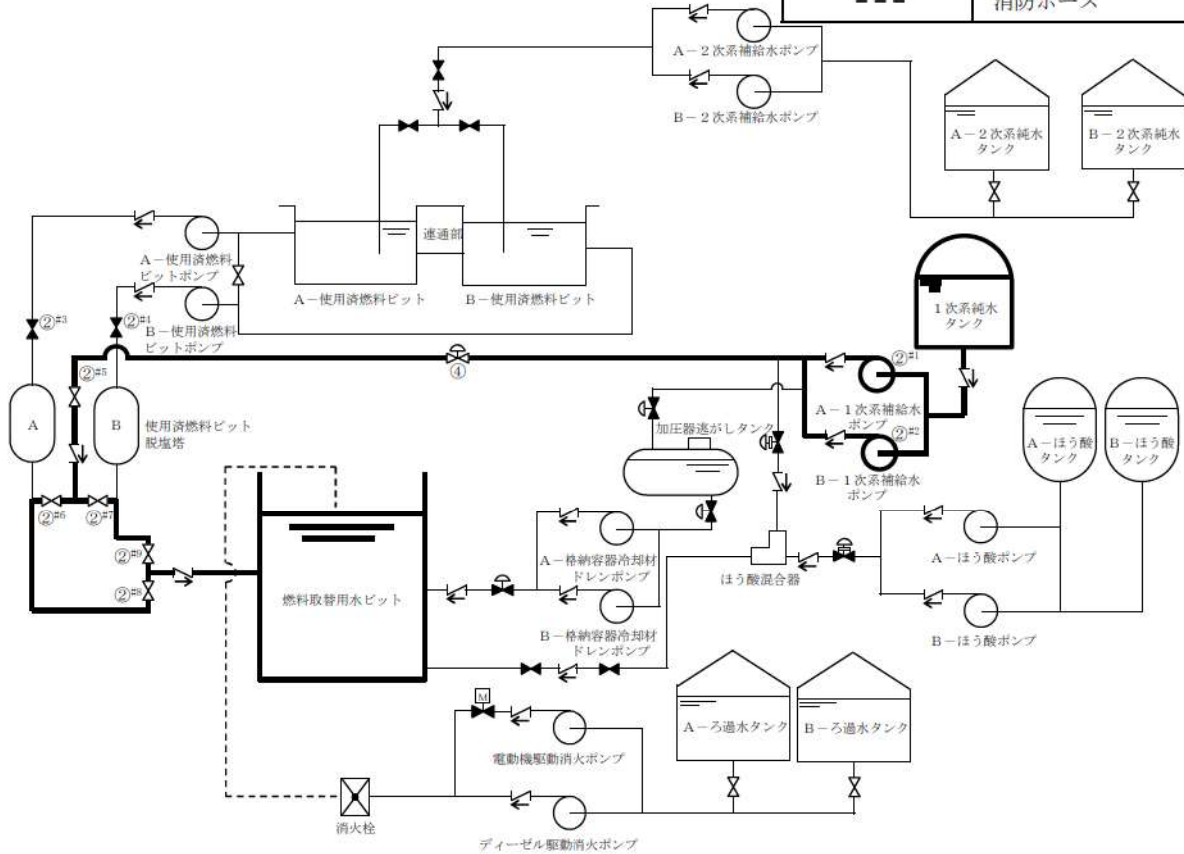 消防ホース
A－２次系補給水ポンプ
B－２次系補給水ポンプ
A－２次系純水
タンク
B－２次系純水
タンク
連通部
A－使用済燃料
ピットポンプ
A－使用済燃料ピット
B－使用済燃料ピット
B－使用済燃料
ピットポンプ
１次系純水
タンク
②#3
②#4
②#5
④
②#1
A－１次系補給水
ポンプ
②#2
B－１次系補給水
ポンプ
A
B
使用済燃料ピット
脱塩塔
加圧器逃がしタンク
A－ほう酸
タンク
B－ほう酸
タンク
②#6
②#7
②#9
②#8
燃料取替用水ピット
A－格納容器冷却材
ドレンポンプ
B－格納容器冷却材
ドレンポンプ
ほう酸混合器
A－ほう酸ポンプ
B－ほう酸ポンプ
M
電動機駆動消火ポンプ
A－ろ過水タンク
B－ろ過水タンク
消火栓
ディーゼル駆動消火ポンプ